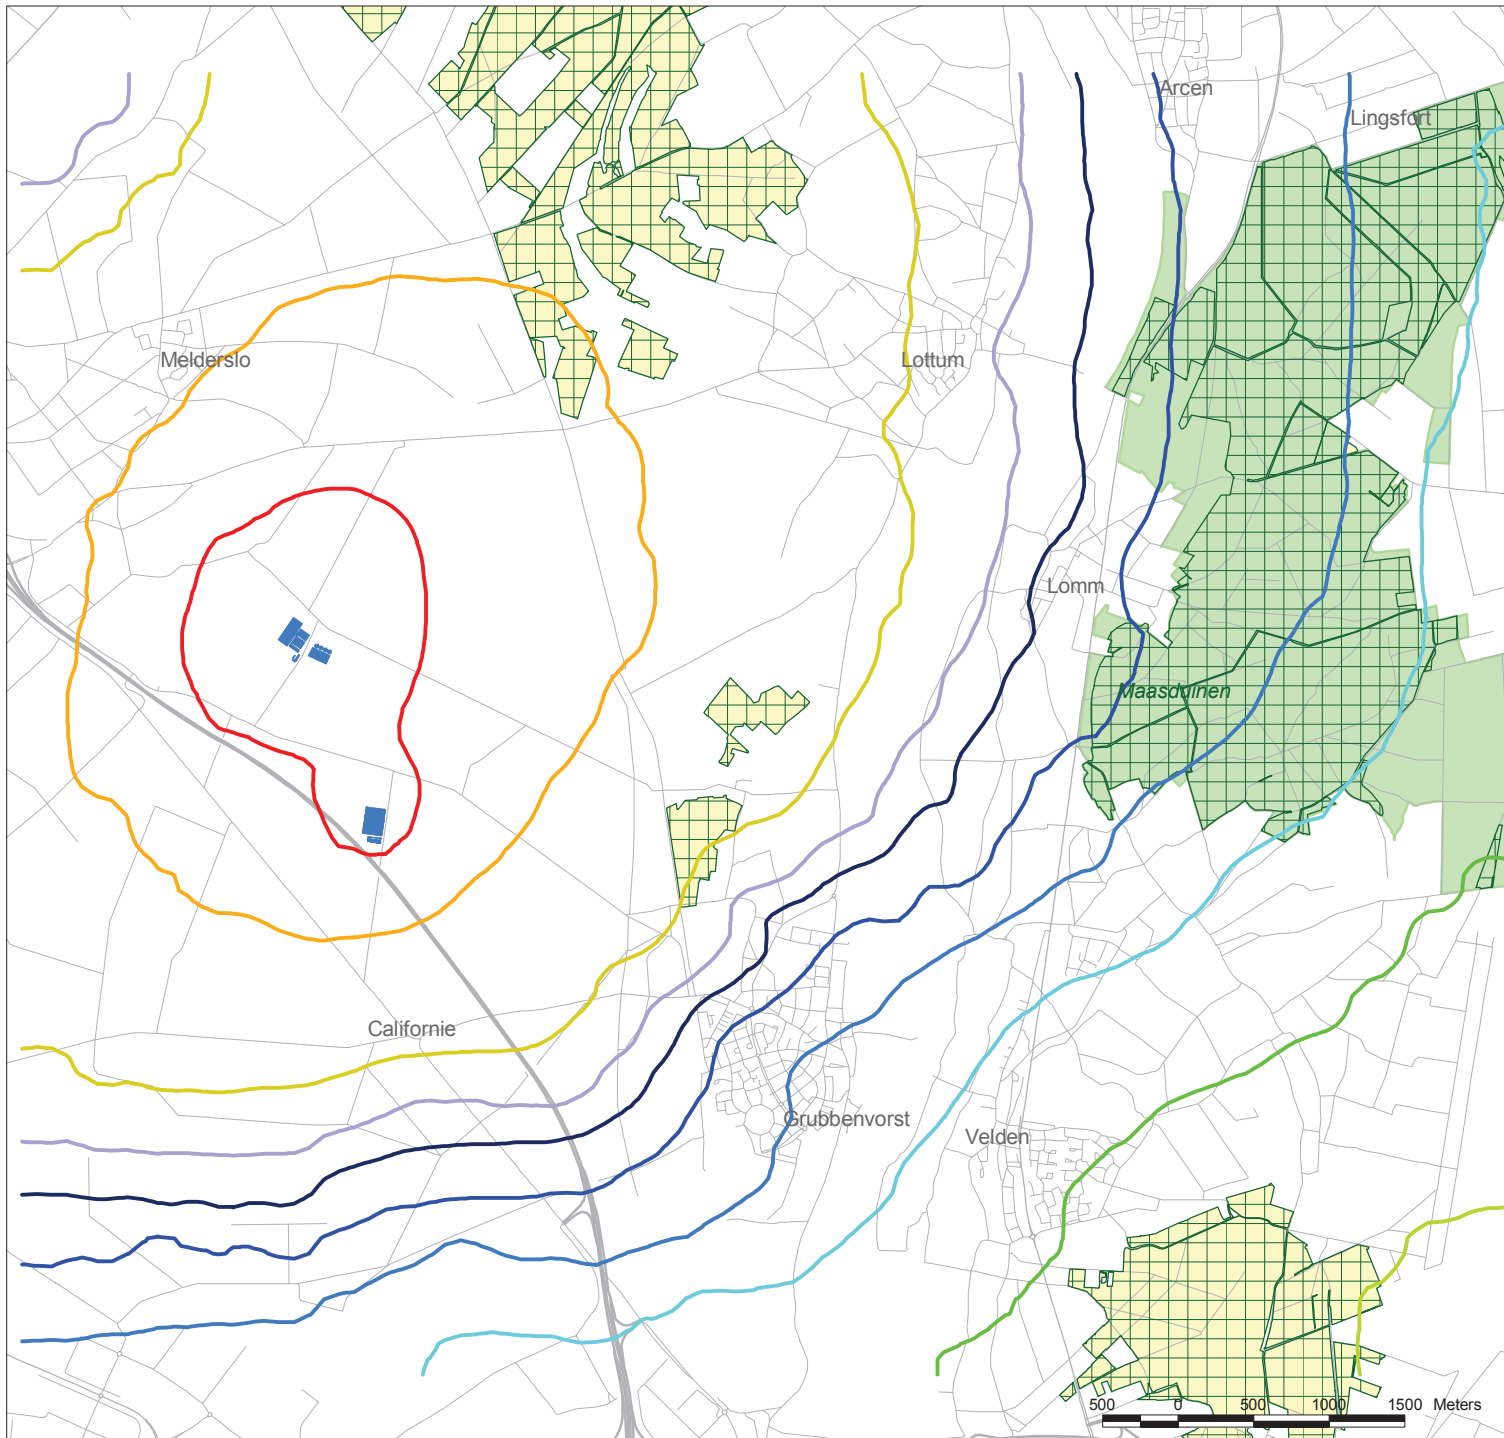 Arcen
Lingsfort
Melderslo
Lottum
Lomm
Maasduinen
Californie
Grubbenvorst
Velden
500 0 500 1000 1500 Meters